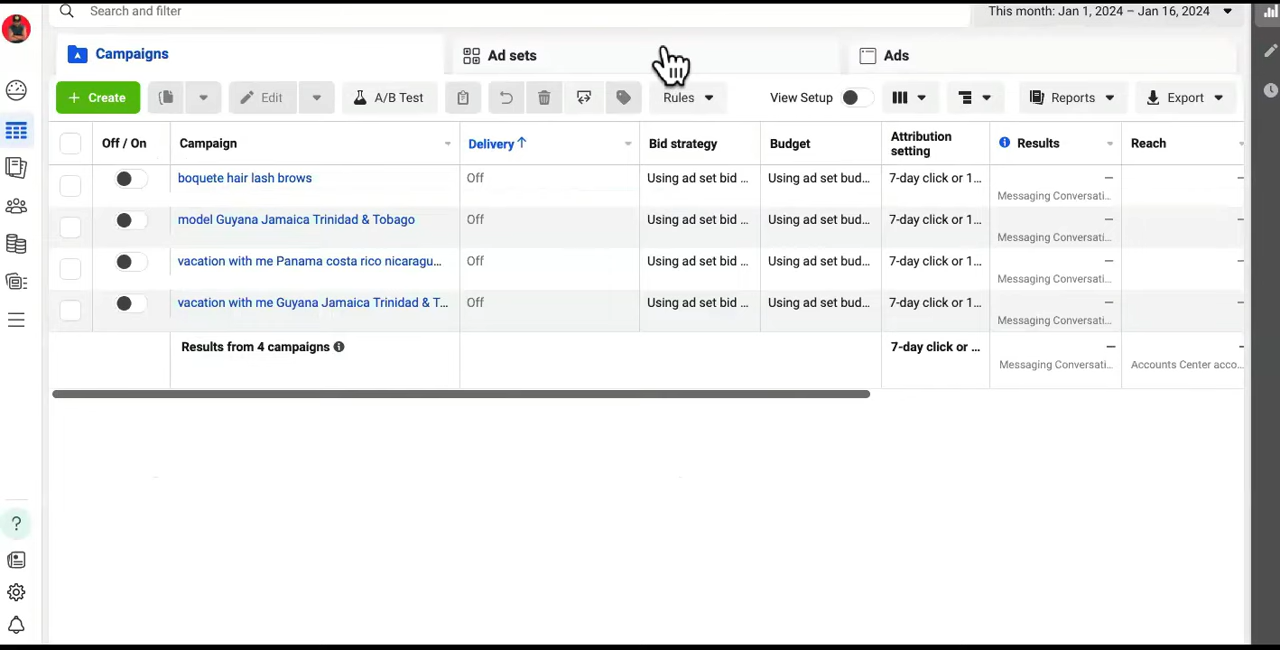 Search and filter
This month: Jan 1, 2024 – Jan 16, 2024
Campaigns
Ad sets
Ads
+ Create
Edit
A/B Test
Rules
View Setup
Reports
Export
Off / On
Campaign
Delivery ↑
Bid strategy
Budget
Attribution
setting
Results
Reach
boquete hair lash brows
Off
Using ad set bid ...
Using ad set bud...
7-day click or 1...
—
Messaging Conversati...
model Guyana Jamaica Trinidad & Tobago
Off
Using ad set bid ...
Using ad set bud...
7-day click or 1...
—
Messaging Conversati...
vacation with me Panama costa rico nicaragu...
Off
Using ad set bid ...
Using ad set bud...
7-day click or 1...
—
Messaging Conversati...
vacation with me Guyana Jamaica Trinidad & T...
Off
Using ad set bid ...
Using ad set bud...
7-day click or 1...
—
Messaging Conversati...
Results from 4 campaigns
7-day click or ...
—
Messaging Conversati...
Accounts Center acco...